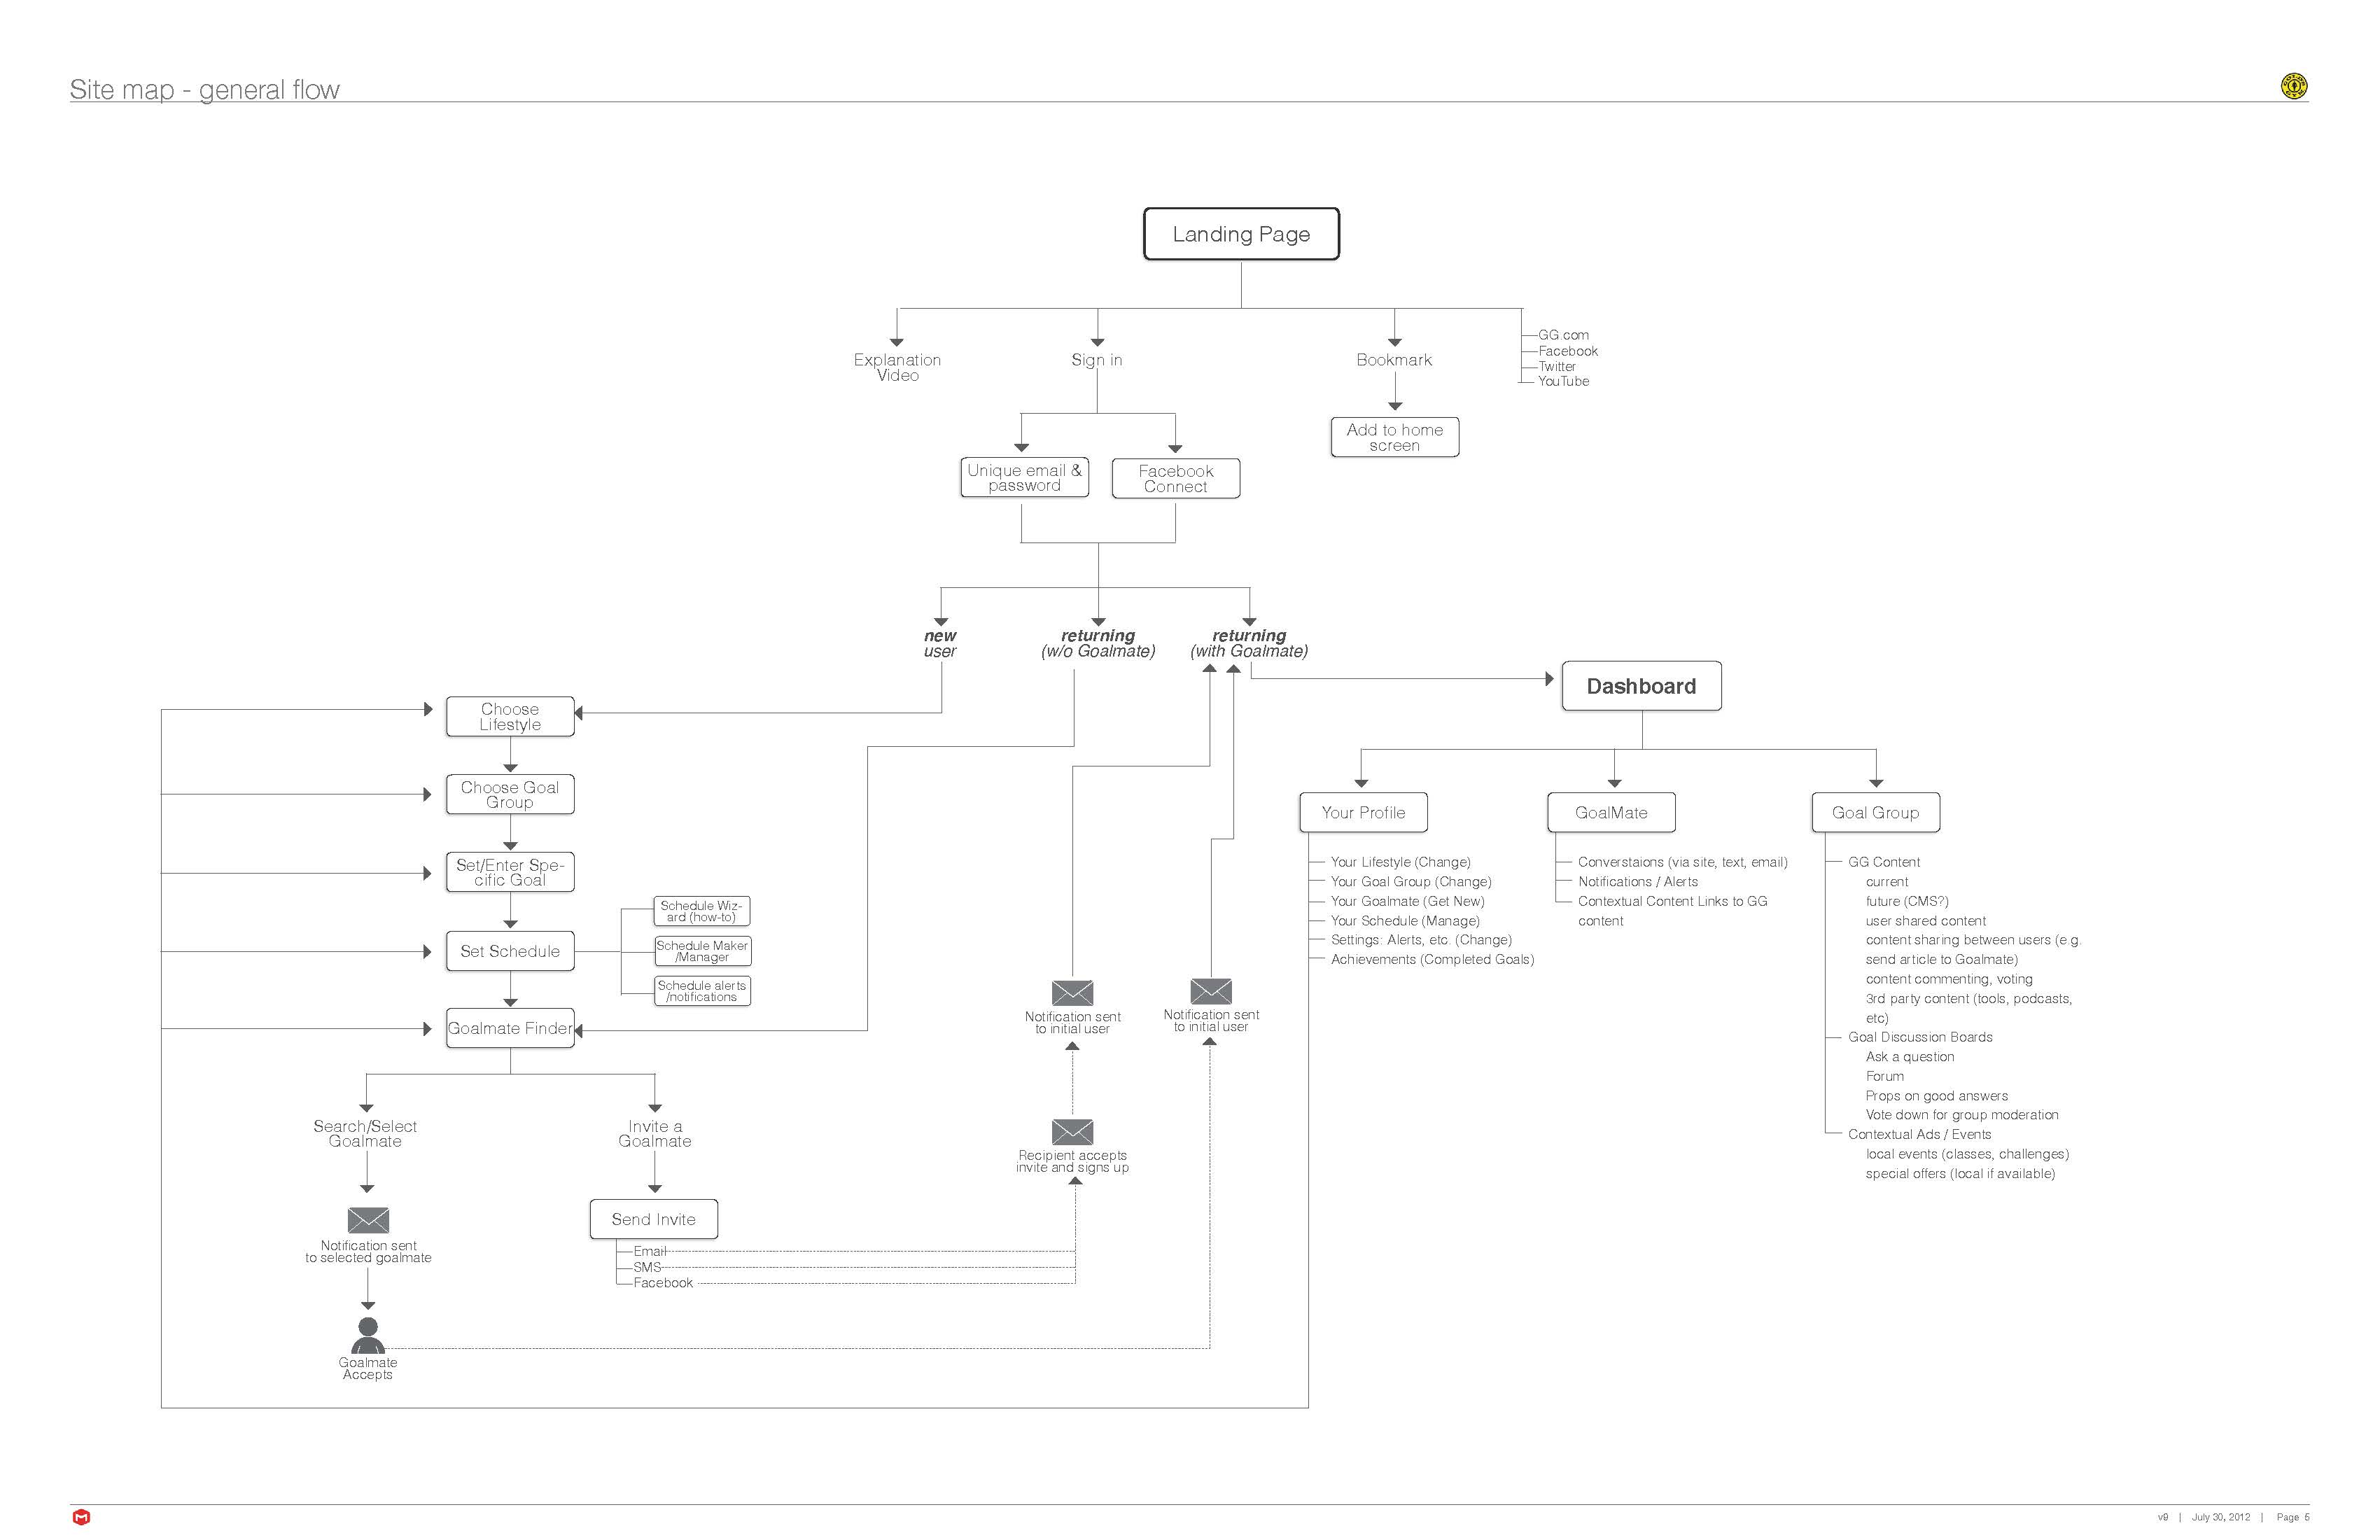 Site map - general flow
Landing Page
Explanation
Video
Sign in
Bookmark
GG.com
Facebook
Twitter
YouTube
Add to home
screen
Unique email &
password
Facebook
Connect
new
user
returning
(w/o Goalmate)
returning
(with Goalmate)
Dashboard
Choose
Lifestyle
Choose Goal
Group
Set/Enter Spe-
cific Goal
Set Schedule
Schedule Wiz-
ard (how-to)
Schedule Maker
/Manager
Schedule alerts
/notifications
Goalmate Finder
Search/Select
Goalmate
Invite a
Goalmate
Notification sent
to selected goalmate
Goalmate
Accepts
Send Invite
Email
SMS
Facebook
Notification sent
to initial user
Recipient accepts
invite and signs up
Notification sent
to initial user
Your Profile
Your Lifestyle (Change)
Your Goal Group (Change)
Your Goalmate (Get New)
Your Schedule (Manage)
Settings: Alerts, etc. (Change)
Achievements (Completed Goals)
GoalMate
Converstaions (via site, text, email)
Notifications / Alerts
Contextual Content Links to GG
content
Goal Group
GG Content
current
future (CMS?)
user shared content
content sharing between users (e.g.
send article to Goalmate)
content commenting, voting
3rd party content (tools, podcasts,
etc)
Goal Discussion Boards
Ask a question
Forum
Props on good answers
Vote down for group moderation
Contextual Ads / Events
local events (classes, challenges)
special offers (local if available)
v9 | July 30, 2012 | Page 5